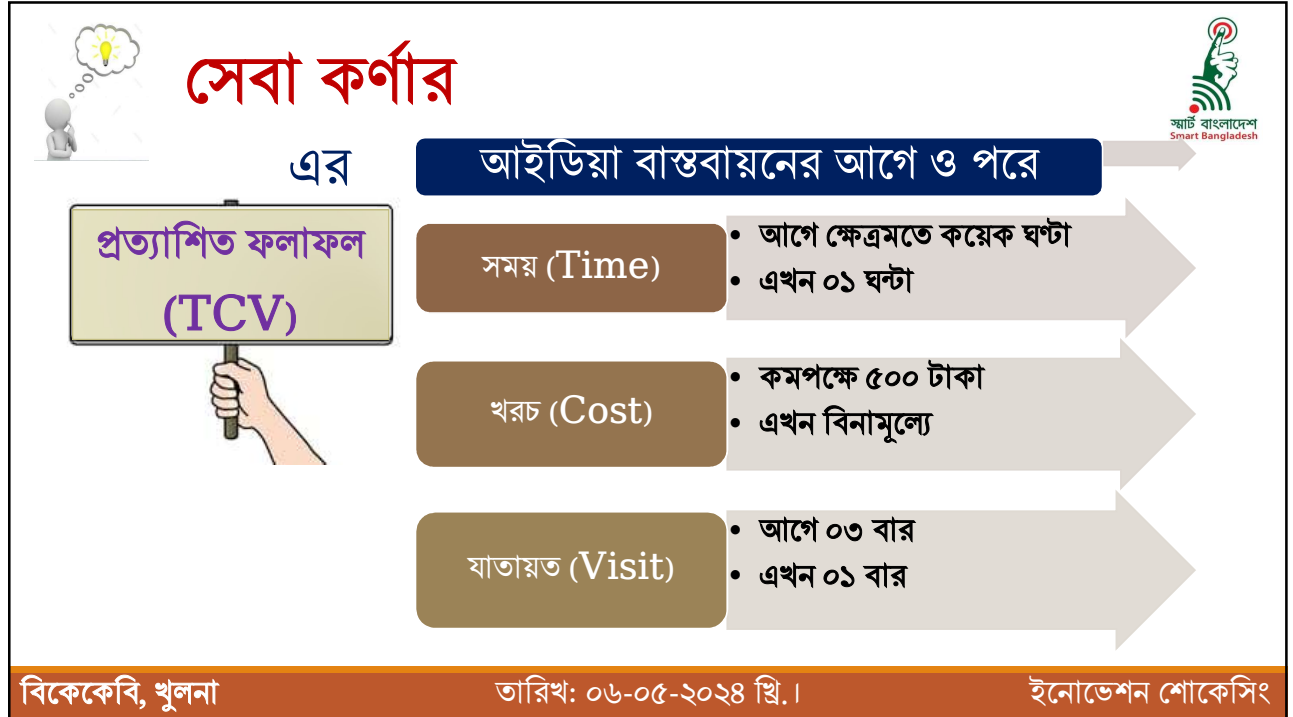 সেবা কর্ণার
স্মার্ট বাংলাদেশ
Smart Bangladesh
এর
আইডিয়া বাস্তবায়নের আগে ও পরে
প্রত্যাশিত ফলাফল
(TCV)
সময় (Time)
• আগে ক্ষেত্রমতে কয়েক ঘণ্টা
• এখন ০১ ঘন্টা
খরচ (Cost)
• কমপক্ষে ৫০০ টাকা
• এখন বিনামূল্যে
যাতায়ত (Visit)
• আগে ০৩ বার
• এখন ০১ বার
বিকেকেবি, খুলনা
তারিখ: ০৬-০৫-২০২৪ খ্রি.।
ইনোভেশন শোকেসিং